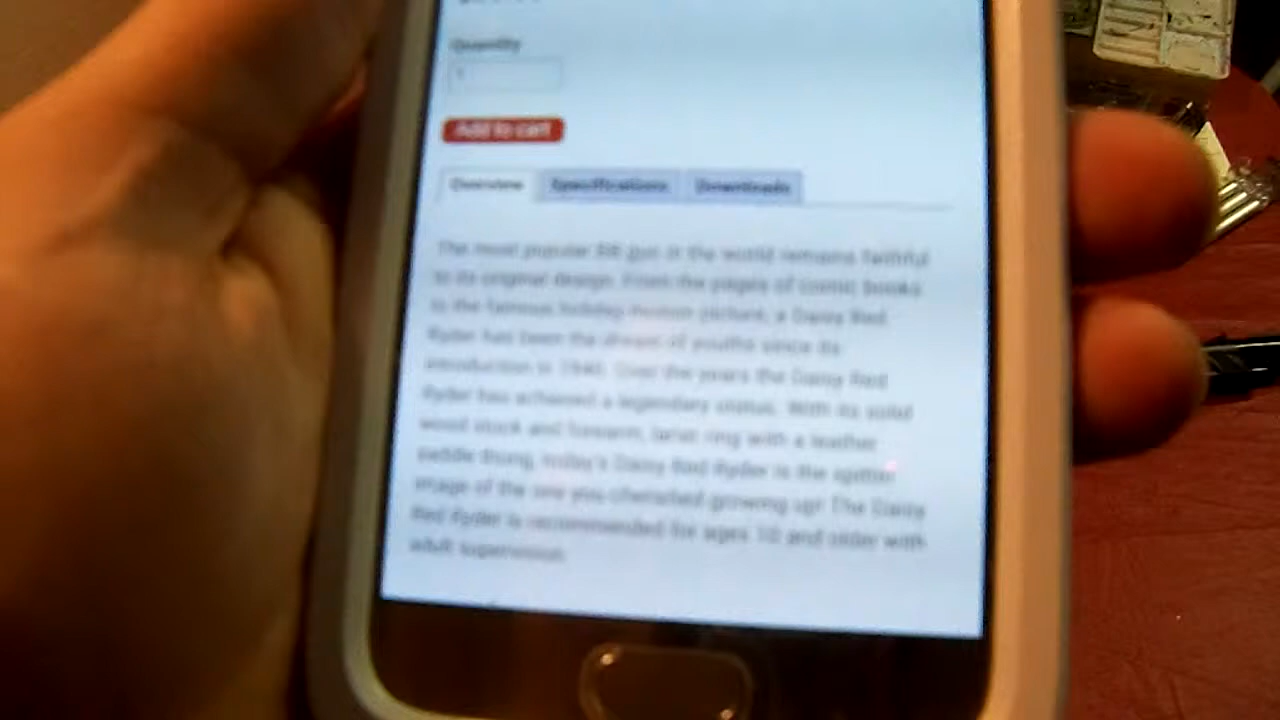 Quantity
Add to cart
Overview Specifications Downloads
The most popular BB gun in the world remains faithful
to its original design. From the pages of comic books
to the famous holiday motion picture, a Daisy Red
Ryder has been the dream of youths since its
introduction in 1940. Over the years the Daisy Red
Ryder has achieved a legendary status. With its solid
wood stock and forearm, lariat ring with a leather
paddle thong, today's Daisy Red Ryder is the spittin'
image of the one you cherished growing up! The Daisy
Red Ryder is recommended for ages 10 and older with
adult supervision.